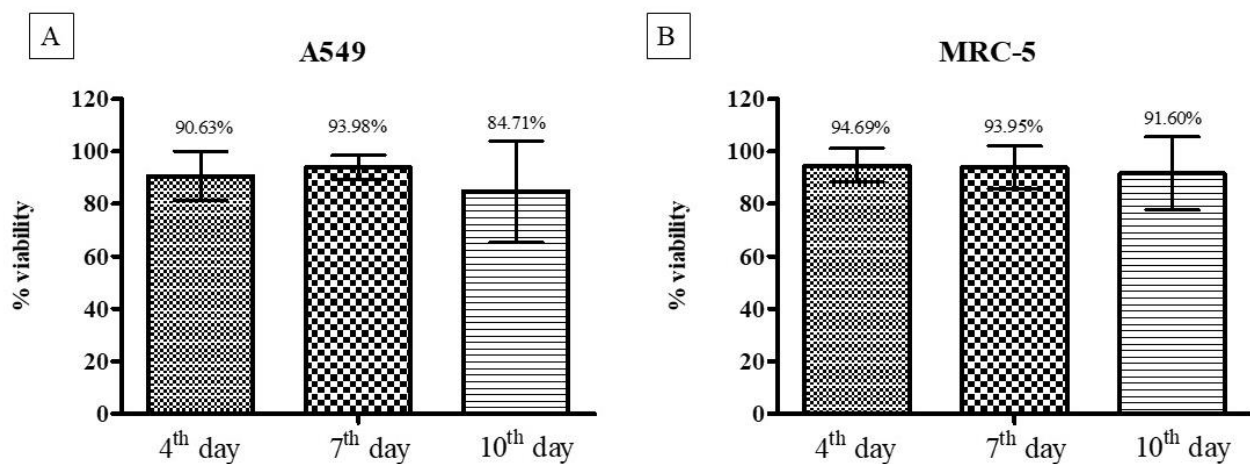 A
A549
% viability
120
100
80
60
40
20
0
90.63%
93.98%
84.71%
4th day
7th day
10th day
B
MRC-5
% viability
120
100
80
60
40
20
0
94.69%
93.95%
91.60%
4th day
7th day
10th day